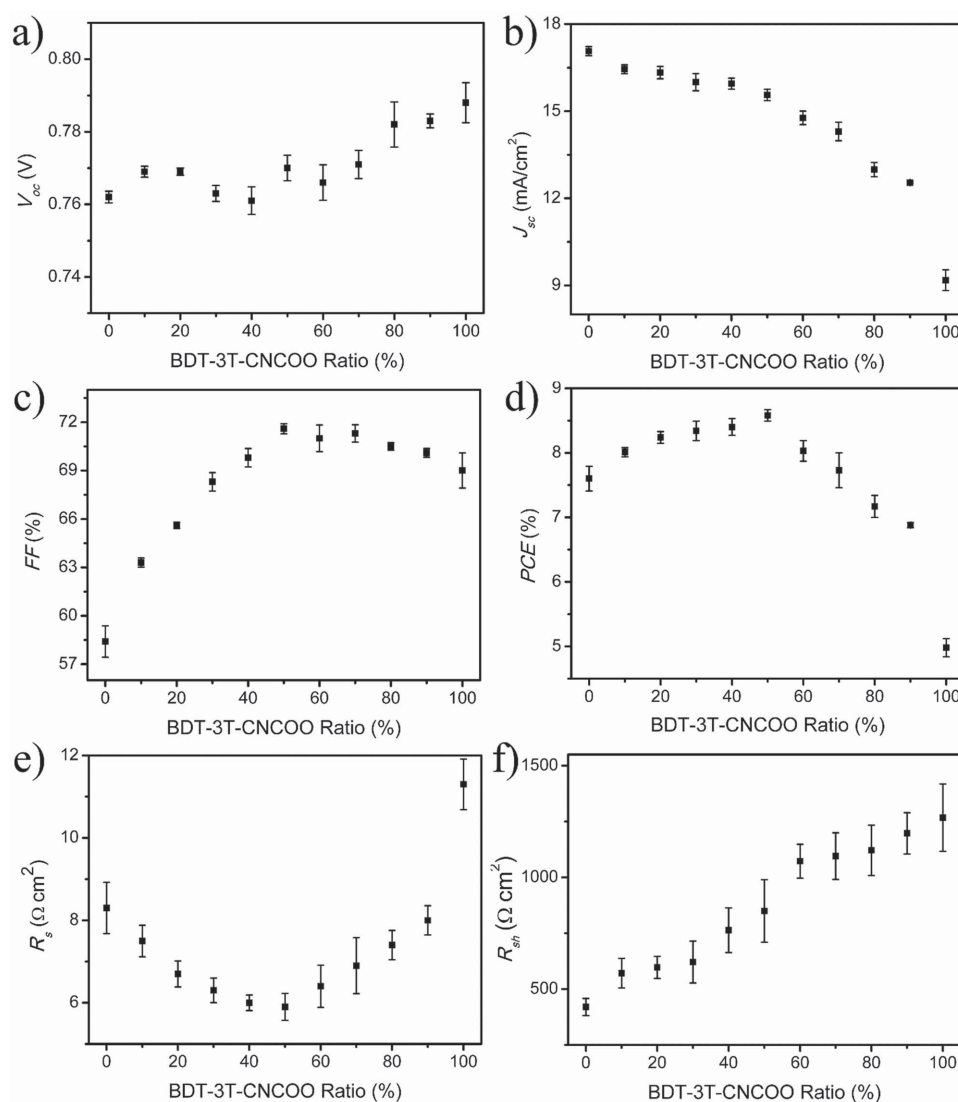 a)
0.80
0.78
0.76
0.74
V_oc (V)
0 20 40 60 80 100
BDT-3T-CNCOO Ratio (%)
b)
18
15
12
9
J_sc (mA/cm²)
0 20 40 60 80 100
BDT-3T-CNCOO Ratio (%)
c)
72
69
66
63
60
57
FF (%)
0 20 40 60 80 100
BDT-3T-CNCOO Ratio (%)
d)
9
8
7
6
5
PCE (%)
0 20 40 60 80 100
BDT-3T-CNCOO Ratio (%)
e)
12
10
8
6
R_s (Ω cm²)
0 20 40 60 80 100
BDT-3T-CNCOO Ratio (%)
f)
1500
1000
500
R_sh (Ω cm²)
0 20 40 60 80 100
BDT-3T-CNCOO Ratio (%)